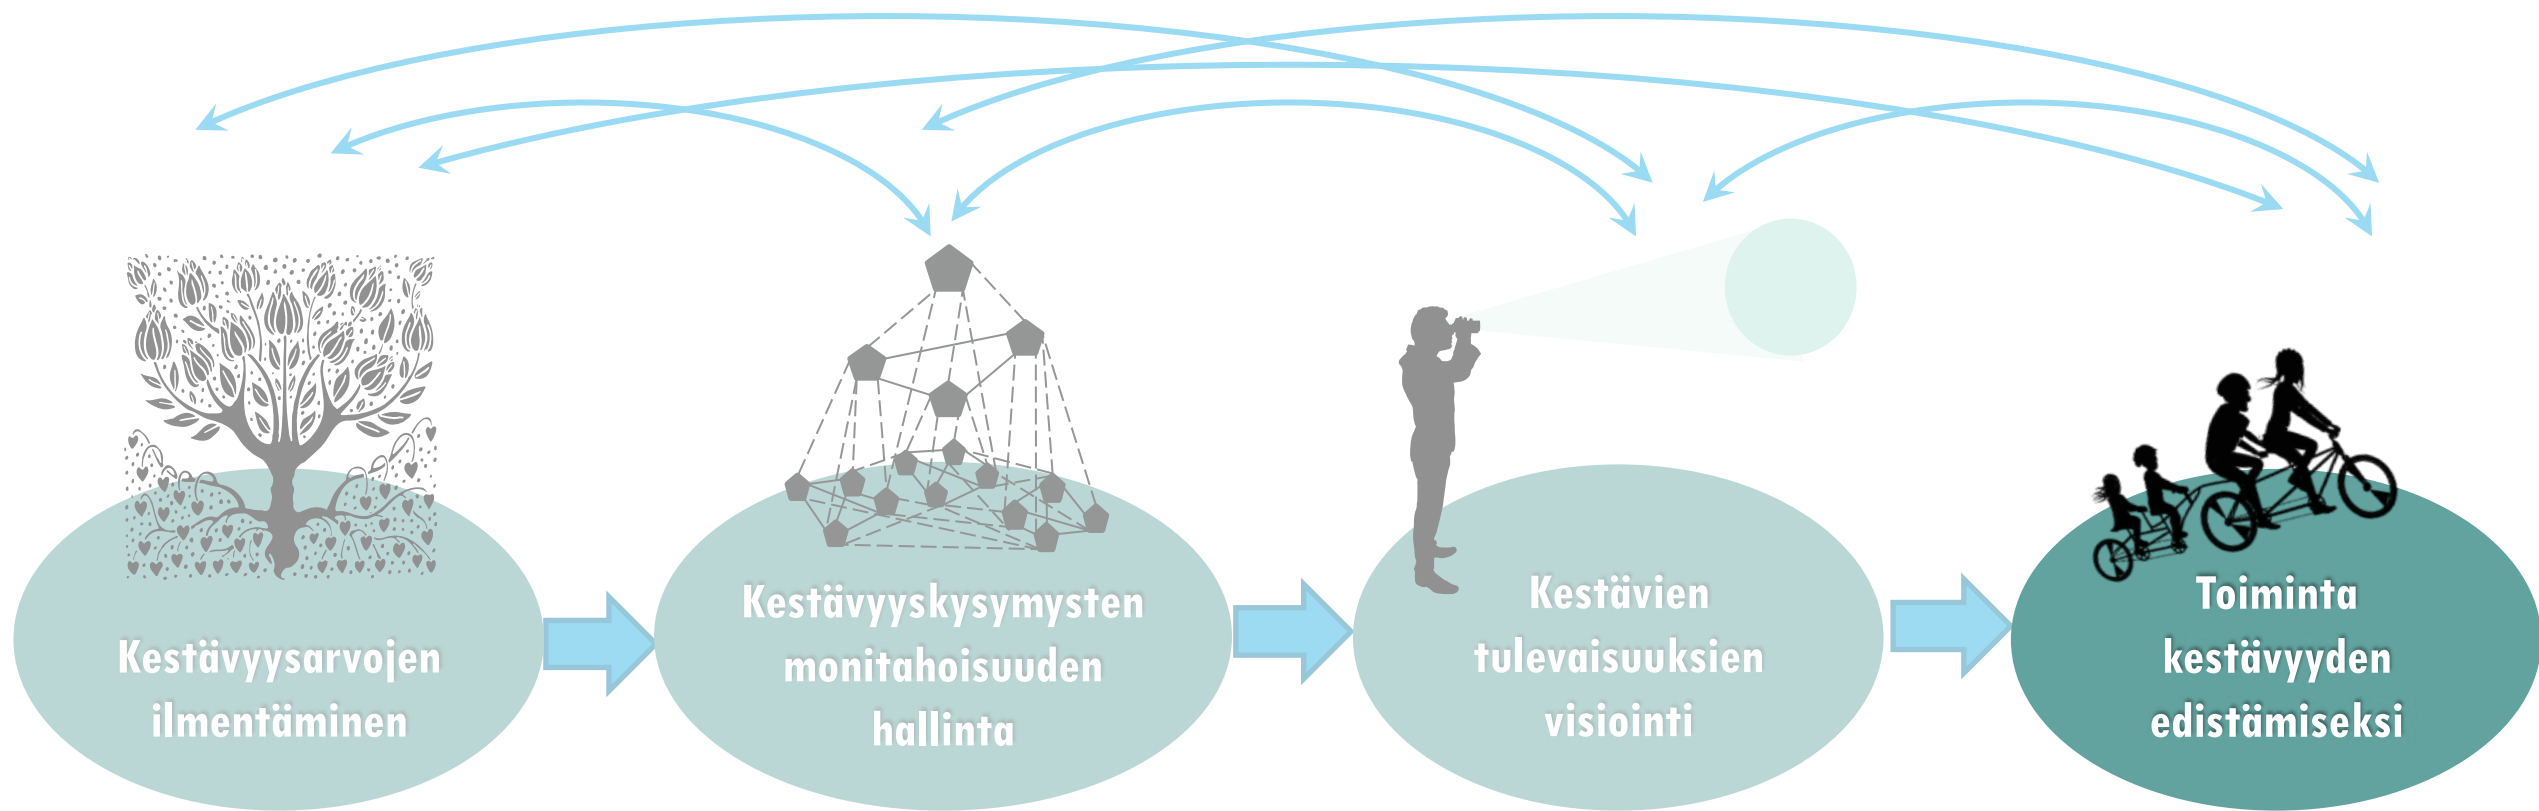 Kestävyysarvojen
ilmentäminen
Kestävyyskysymysten
monitahoisuuden
hallinta
Kestävien
tulevaisuuksien
visiointi
Toiminta
kestävyyden
edistämiseksi